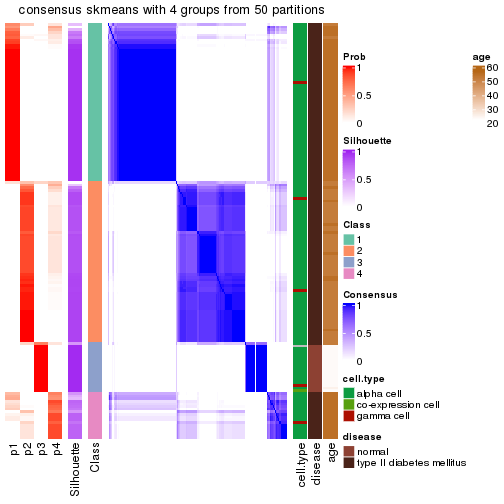 consensus skmeans with 4 groups from 50 partitions
Prob
1
0.5
0
age
60
50
40
30
20
Silhouette
1
0.5
0
Class
1
2
3
4
Consensus
1
0.5
0
cell.type
alpha cell
co-expression cell
gamma cell
disease
normal
type II diabetes mellitus
p1
p2
p3
p4
Silhouette
Class
cell.type
disease
age